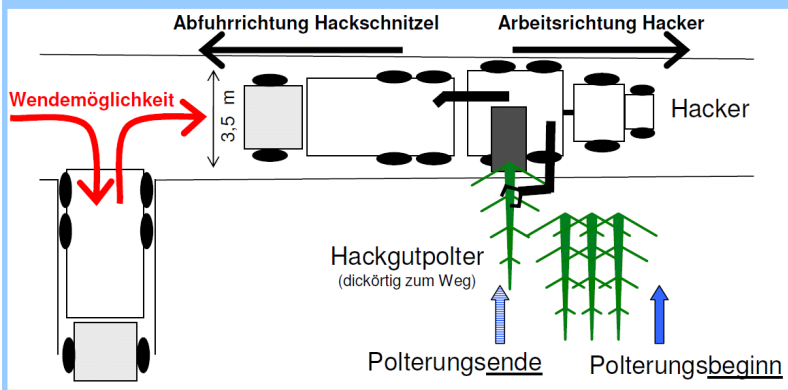 Abfuhrrichtung Hackschnitzel
Arbeitsrichtung Hacker
Wendemöglichkeit
3,5 m
Hacker
Hackgutpolter
(dickörtig zum Weg)
Polterungsende
Polterungsbeginn